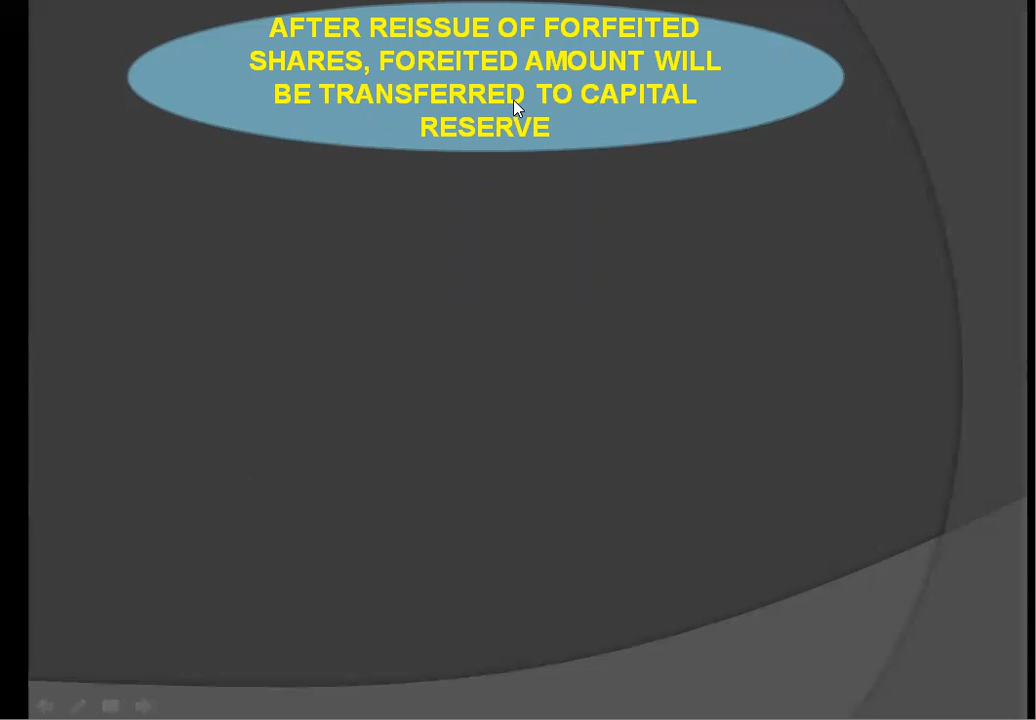 AFTER REISSUE OF FORFEITED
SHARES, FOREITED AMOUNT WILL
BE TRANSFERRED TO CAPITAL
RESERVE